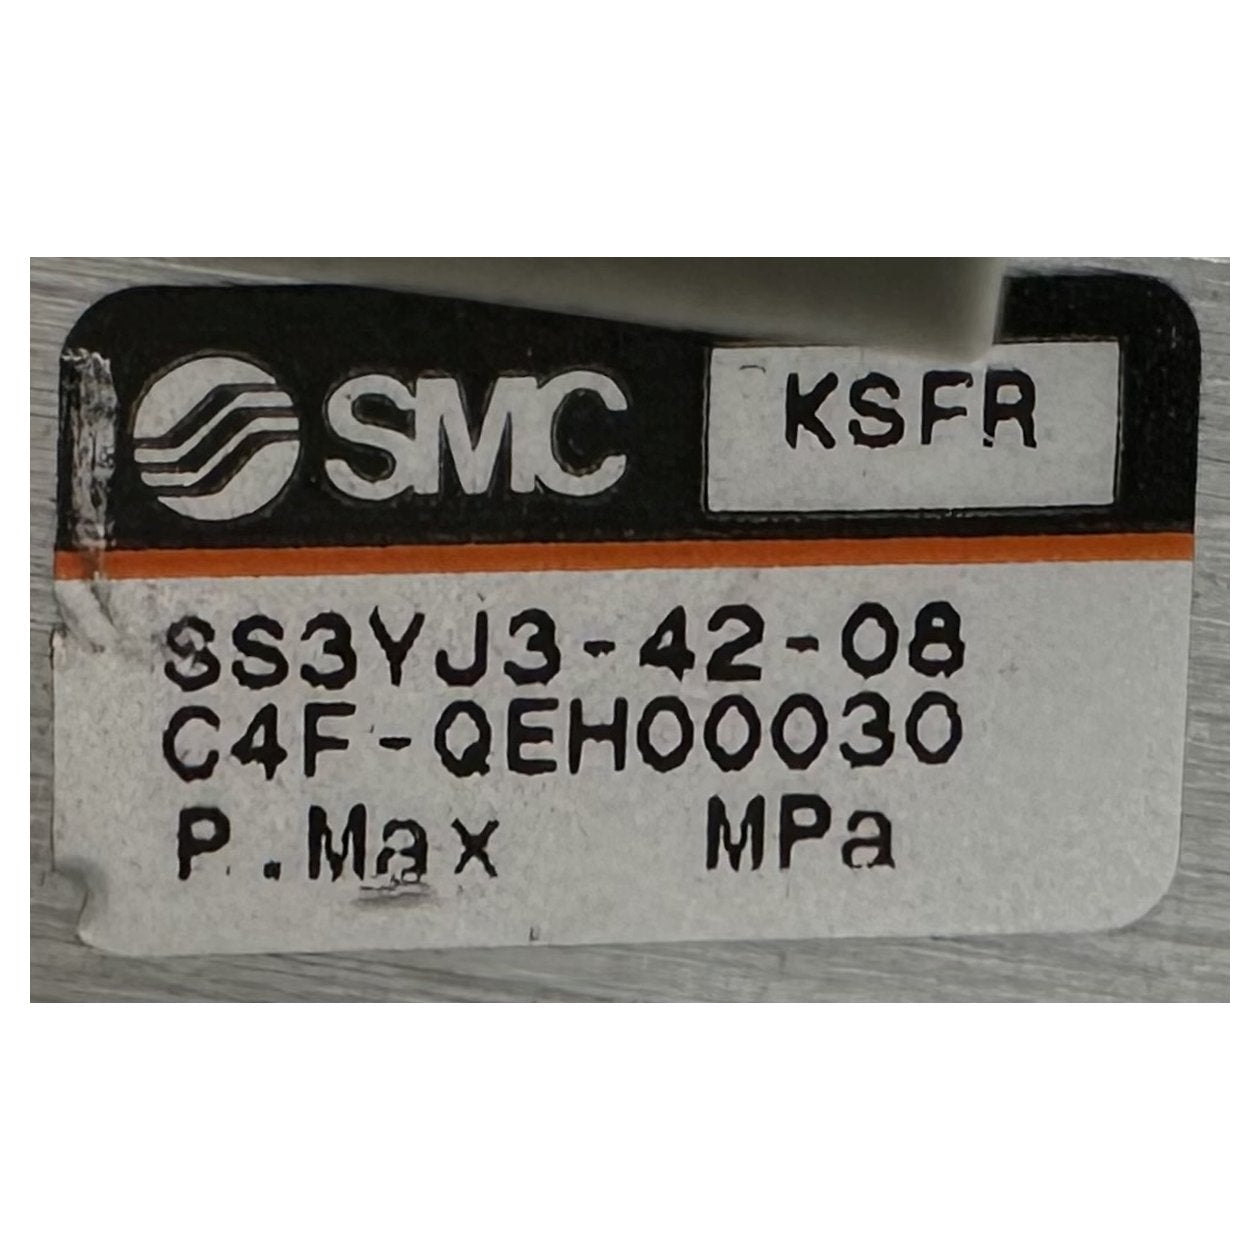 SMC
KSFR
SS3YJ3-42-08
C4F-QEH00030
P.Max MPa